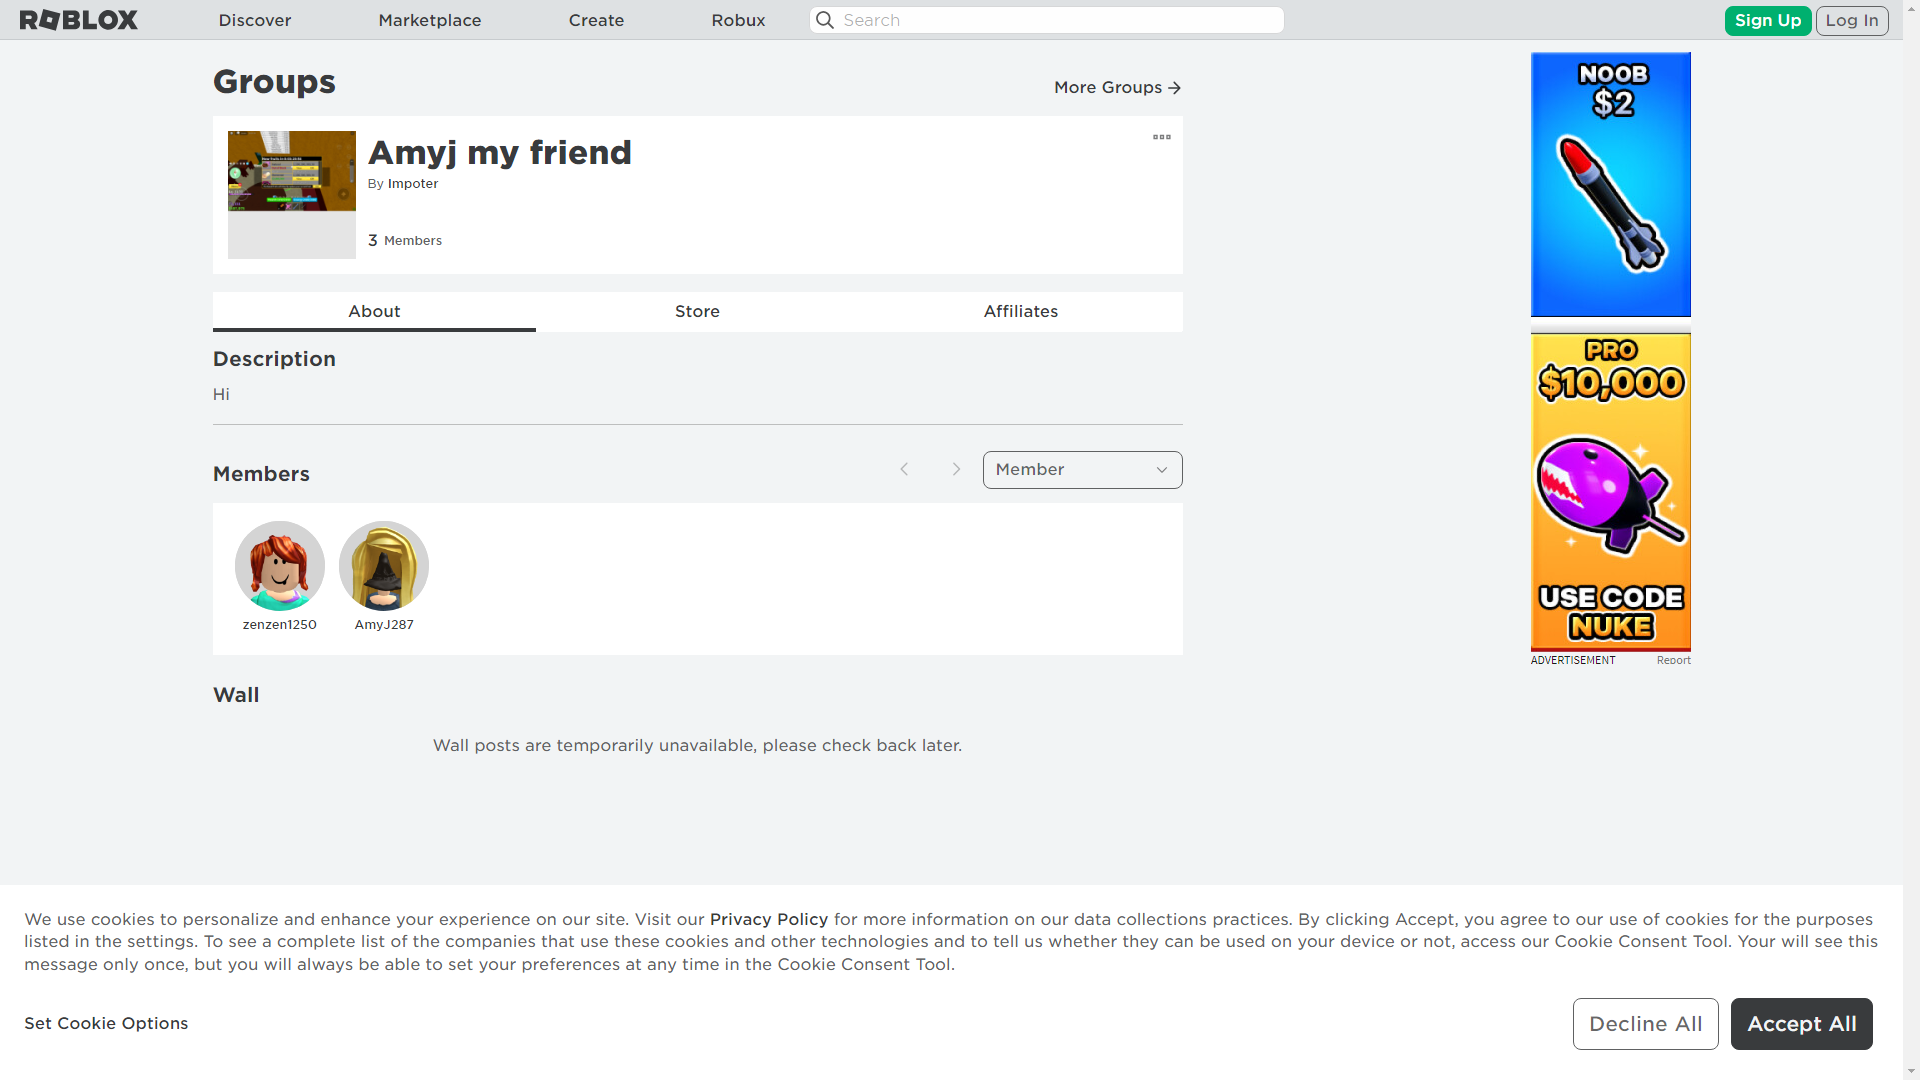 ROBLOX
Discover
Marketplace
Create
Robux
Search
Sign Up
Log In
Groups
More Groups
Amyj my friend
By Impoter
3 Members
About
Store
Affiliates
Description
Hi
Members
Member
zenzen1250
AmyJ287
Wall
Wall posts are temporarily unavailable, please check back later.
NOOB
$2
PRO
$10,000
USE CODE
NUKE
ADVERTISEMENT
Report
We use cookies to personalize and enhance your experience on our site. Visit our Privacy Policy for more information on our data collections practices. By clicking Accept, you agree to our use of cookies for the purposes
listed in the settings. To see a complete list of the companies that use these cookies and other technologies and to tell us whether they can be used on your device or not, access our Cookie Consent Tool. Your will see this
message only once, but you will always be able to set your preferences at any time in the Cookie Consent Tool.
Set Cookie Options
Decline All
Accept All